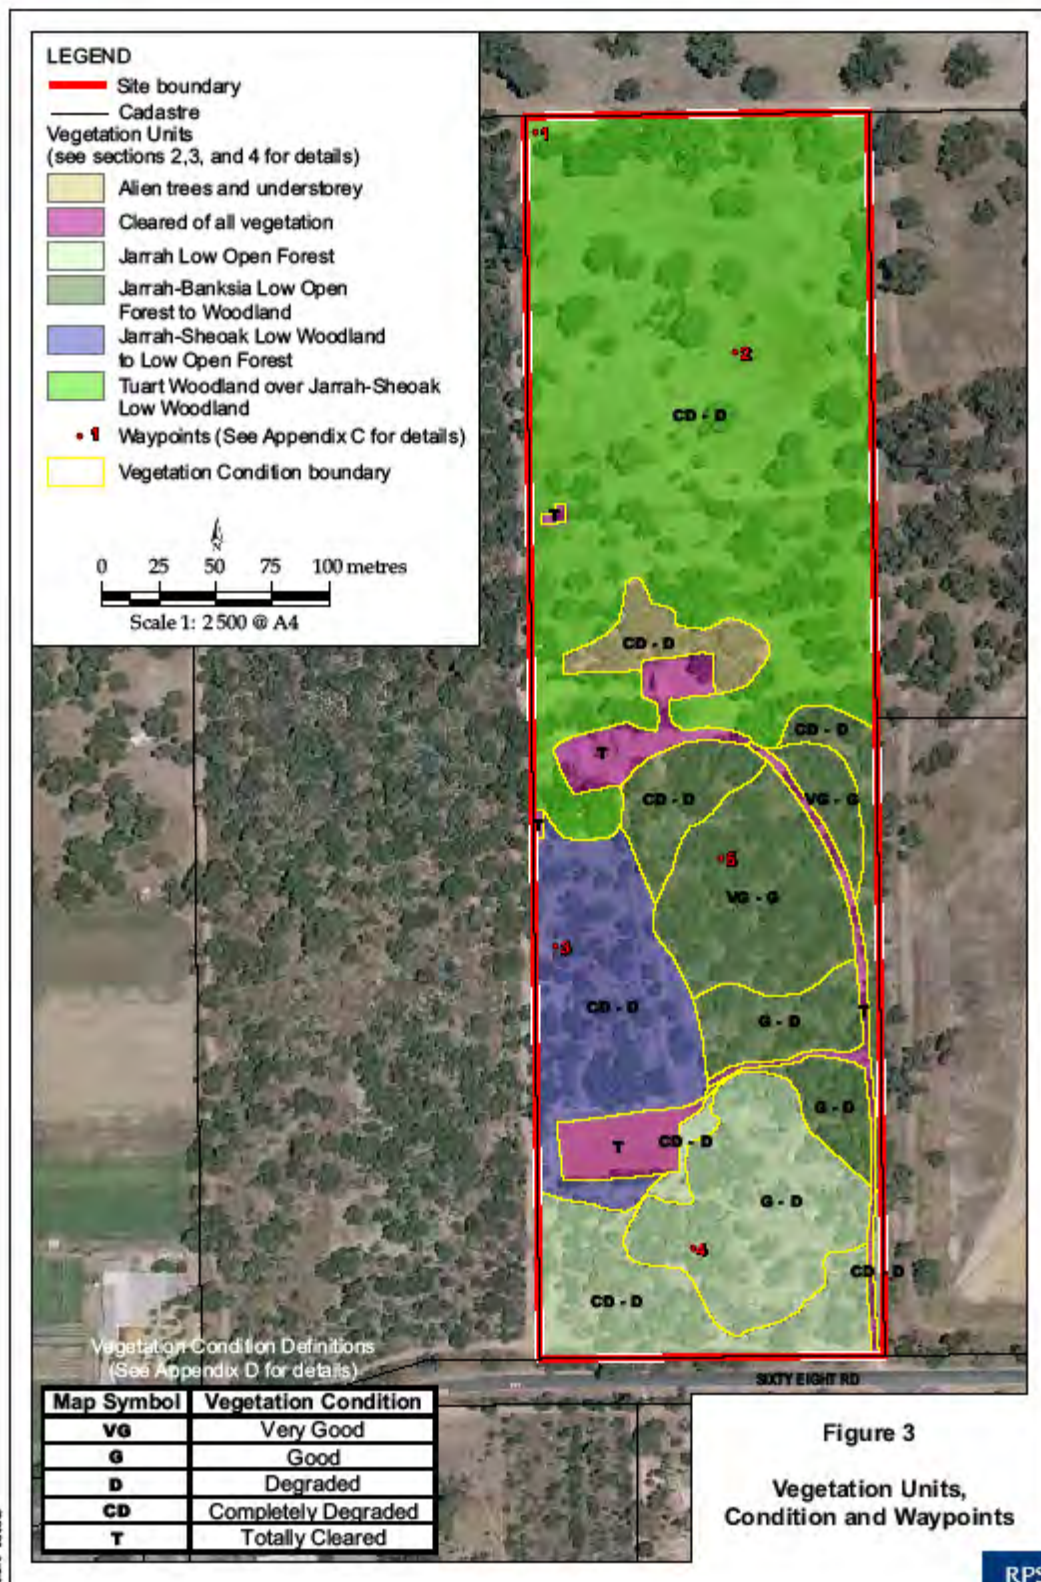 LEGEND
Site boundary
Cadastre
Vegetation Units
(see sections 2,3, and 4 for details)
Alien trees and understorey
Cleared of all vegetation
Jarrah Low Open Forest
Jarrah-Banksia Low Open
Forest to Woodland
Jarrah-Sheoak Low Woodland
to Low Open Forest
Tuart Woodland over Jarrah-Sheoak
Low Woodland
1 Waypoints (See Appendix C for details)
Vegetation Condition boundary
N
0 25 50 75 100 metres
Scale 1: 2 500 @ A4
1
2
CD - D
T
CD - D
CD - D
T
CD - D
VG - G
T
5
VG - G
3
CD - D
G - D
T
G - D
T
CD - D
G - D
4
CD - D
CD - D
SIXTY EIGHT RD
Vegetation Condition Definitions
(See Appendix D for details)
Map Symbol Vegetation Condition
VG Very Good
G Good
D Degraded
CD Completely Degraded
T Totally Cleared
Figure 3
Vegetation Units,
Condition and Waypoints
RPS